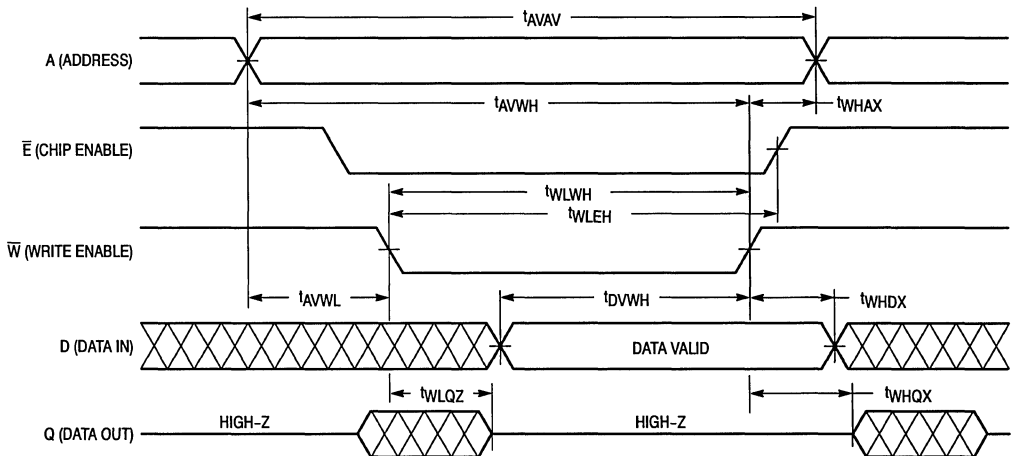 tAVAV
A (ADDRESS)
tAVWH
tWHAX
E̅ (CHIP ENABLE)
tWLWH
tWLEH
W̅ (WRITE ENABLE)
tAVWL
tDVWH
tWHDX
D (DATA IN)
DATA VALID
tWLQZ
tWHQX
Q (DATA OUT)
HIGH-Z
HIGH-Z